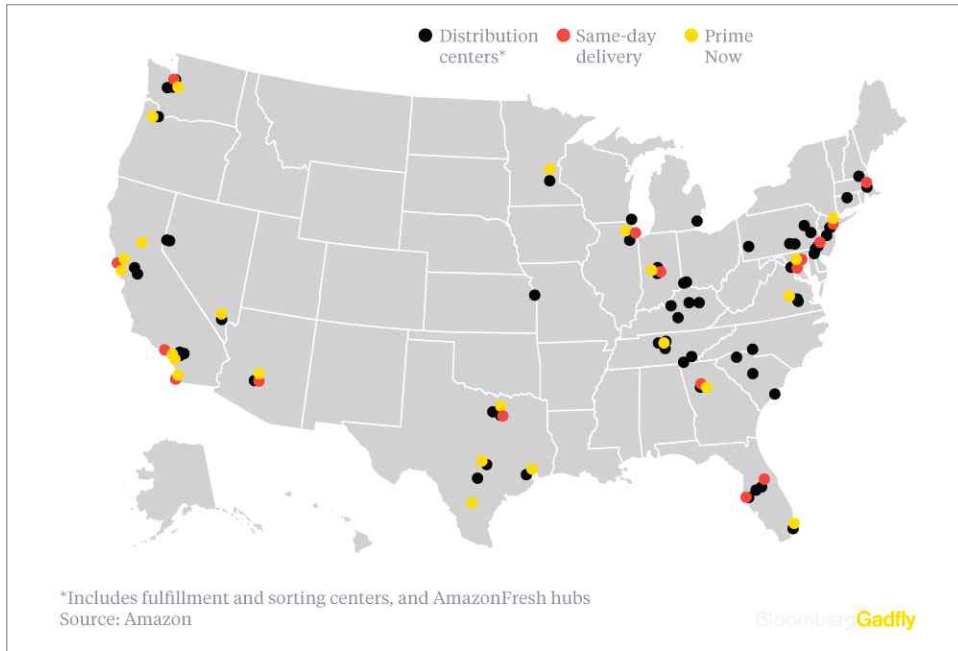 Distribution centers*
Same-day delivery
Prime Now
*Includes fulfillment and sorting centers, and AmazonFresh hubs
Source: Amazon
BloombergGadfly